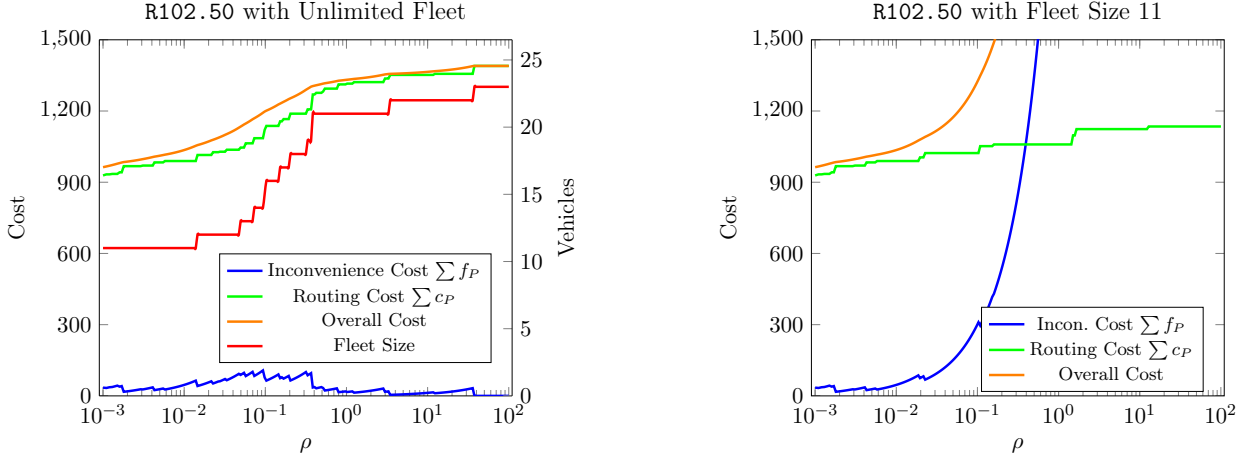 R102.50 with Unlimited Fleet
1,500
1,200
900
600
300
0
Cost
25
20
15
10
5
0
Vehicles
Inconvenience Cost ∑ f_P
Routing Cost ∑ c_P
Overall Cost
Fleet Size
10^−3 10^−2 10^−1 10^0 10^1 10^2
ρ
R102.50 with Fleet Size 11
1,500
1,200
900
600
300
0
Cost
Incon. Cost ∑ f_P
Routing Cost ∑ c_P
Overall Cost
10^−3 10^−2 10^−1 10^0 10^1 10^2
ρ